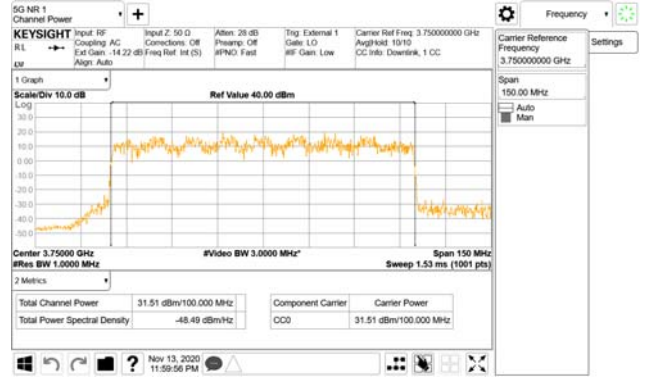 5G NR 1
Channel Power
Frequency
KEYSIGHT
RL
LV
Input: RF
Coupling: AC
Ext Gain: -14.22 dB
Align: Auto
Input Z: 50 Ω
Corrections: Off
Freq Ref: Int (S)
Atten: 28 dB
Preamp: Off
#PNO: Fast
Trig: External 1
Gate: LO
#IF Gain: Low
Carrier Ref Freq: 3.750000000 GHz
Avg|Hold: 10/10
CC Info: Downlink, 1 CC
Carrier Reference
Frequency
3.750000000 GHz
Settings
Span
150.00 MHz
Auto
Man
1 Graph
Scale/Div 10.0 dB
Ref Value 40.00 dBm
Log
30.0
20.0
10.0
0.00
-10.0
-20.0
-30.0
-40.0
-50.0
Center 3.75000 GHz
#Video BW 3.0000 MHz*
Span 150 MHz
#Res BW 1.0000 MHz
Sweep 1.53 ms (1001 pts)
2 Metrics
Total Channel Power 31.51 dBm/100.000 MHz
Total Power Spectral Density -48.49 dBm/Hz
Component Carrier Carrier Power
CC0 31.51 dBm/100.000 MHz
?
Nov 13, 2020
11:59:56 PM